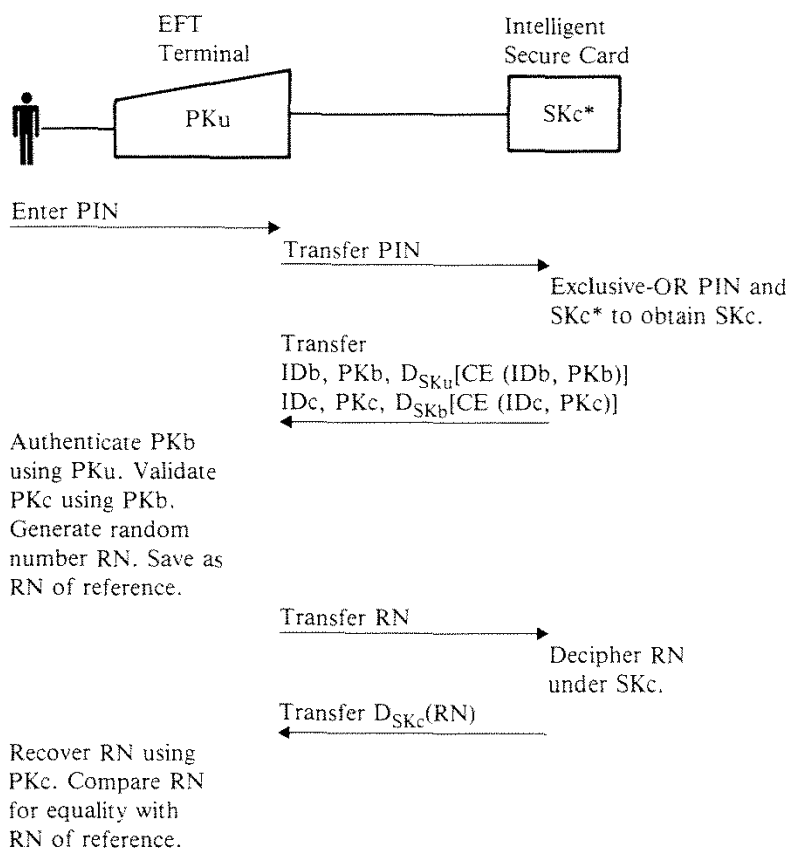 EFT
Terminal
Intelligent
Secure Card
PKu
SKc*
Enter PIN
Transfer PIN
Exclusive-OR PIN and
SKc* to obtain SKc.
Transfer
IDb, PKb, D_SKu[CE (IDb, PKb)]
IDc, PKc, D_SKb[CE (IDc, PKc)]
Authenticate PKb
using PKu. Validate
PKc using PKb.
Generate random
number RN. Save as
RN of reference.
Transfer RN
Decipher RN
under SKc.
Transfer D_SKc(RN)
Recover RN using
PKc. Compare RN
for equality with
RN of reference.